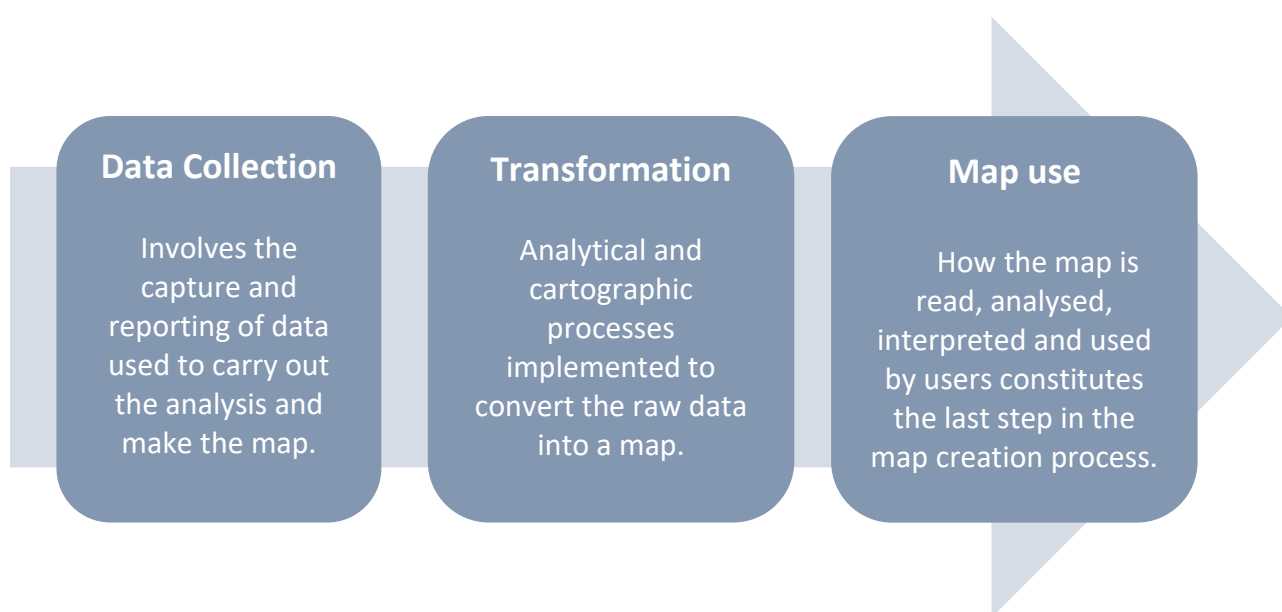 Data Collection
Involves the
capture and
reporting of data
used to carry out
the analysis and
make the map.
Transformation
Analytical and
cartographic
processes
implemented to
convert the raw data
into a map.
Map use
How the map is
read, analysed,
interpreted and used
by users constitutes
the last step in the
map creation process.